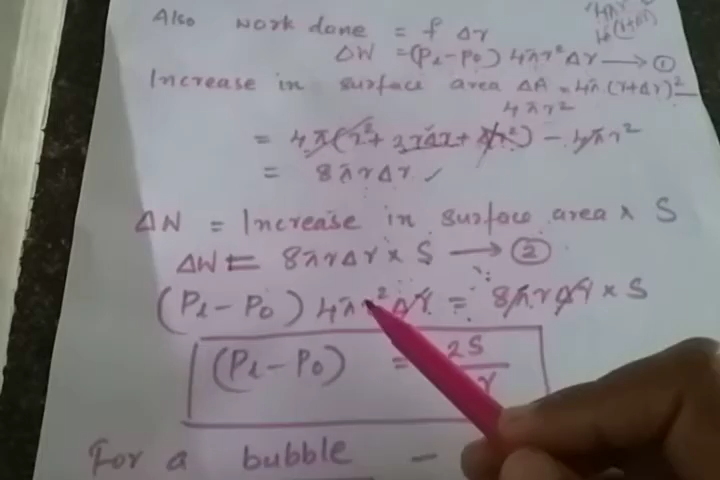 Also work done = f Δr
ΔW = (Pi - Po) 4πr² Δr → ①
Increase in surface area ΔA = 4π(r+Δr)² -
4πr²
= 4π(r² + 2rΔr + Δr²) - 4πr²
= 8πrΔr ✓
ΔW = Increase in surface area × S
ΔW = 8πrΔr × S → ②
(Pi - Po) 4πr² Δr = 8πrΔr × S
(Pi - Po) = 2S/r
For a bubble -